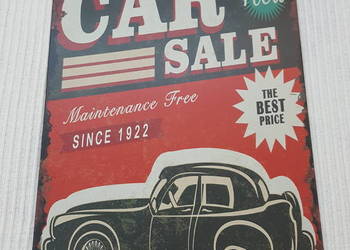 CAR
SALE
Maintenance Free
SINCE 1922
THE
BEST
PRICE